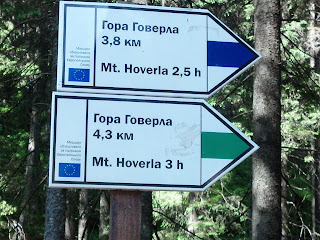 Гора Говерла
3,8 км
Mt. Hoverla 2,5 h
Гора Говерла
4,3 км
Mt. Hoverla 3 h